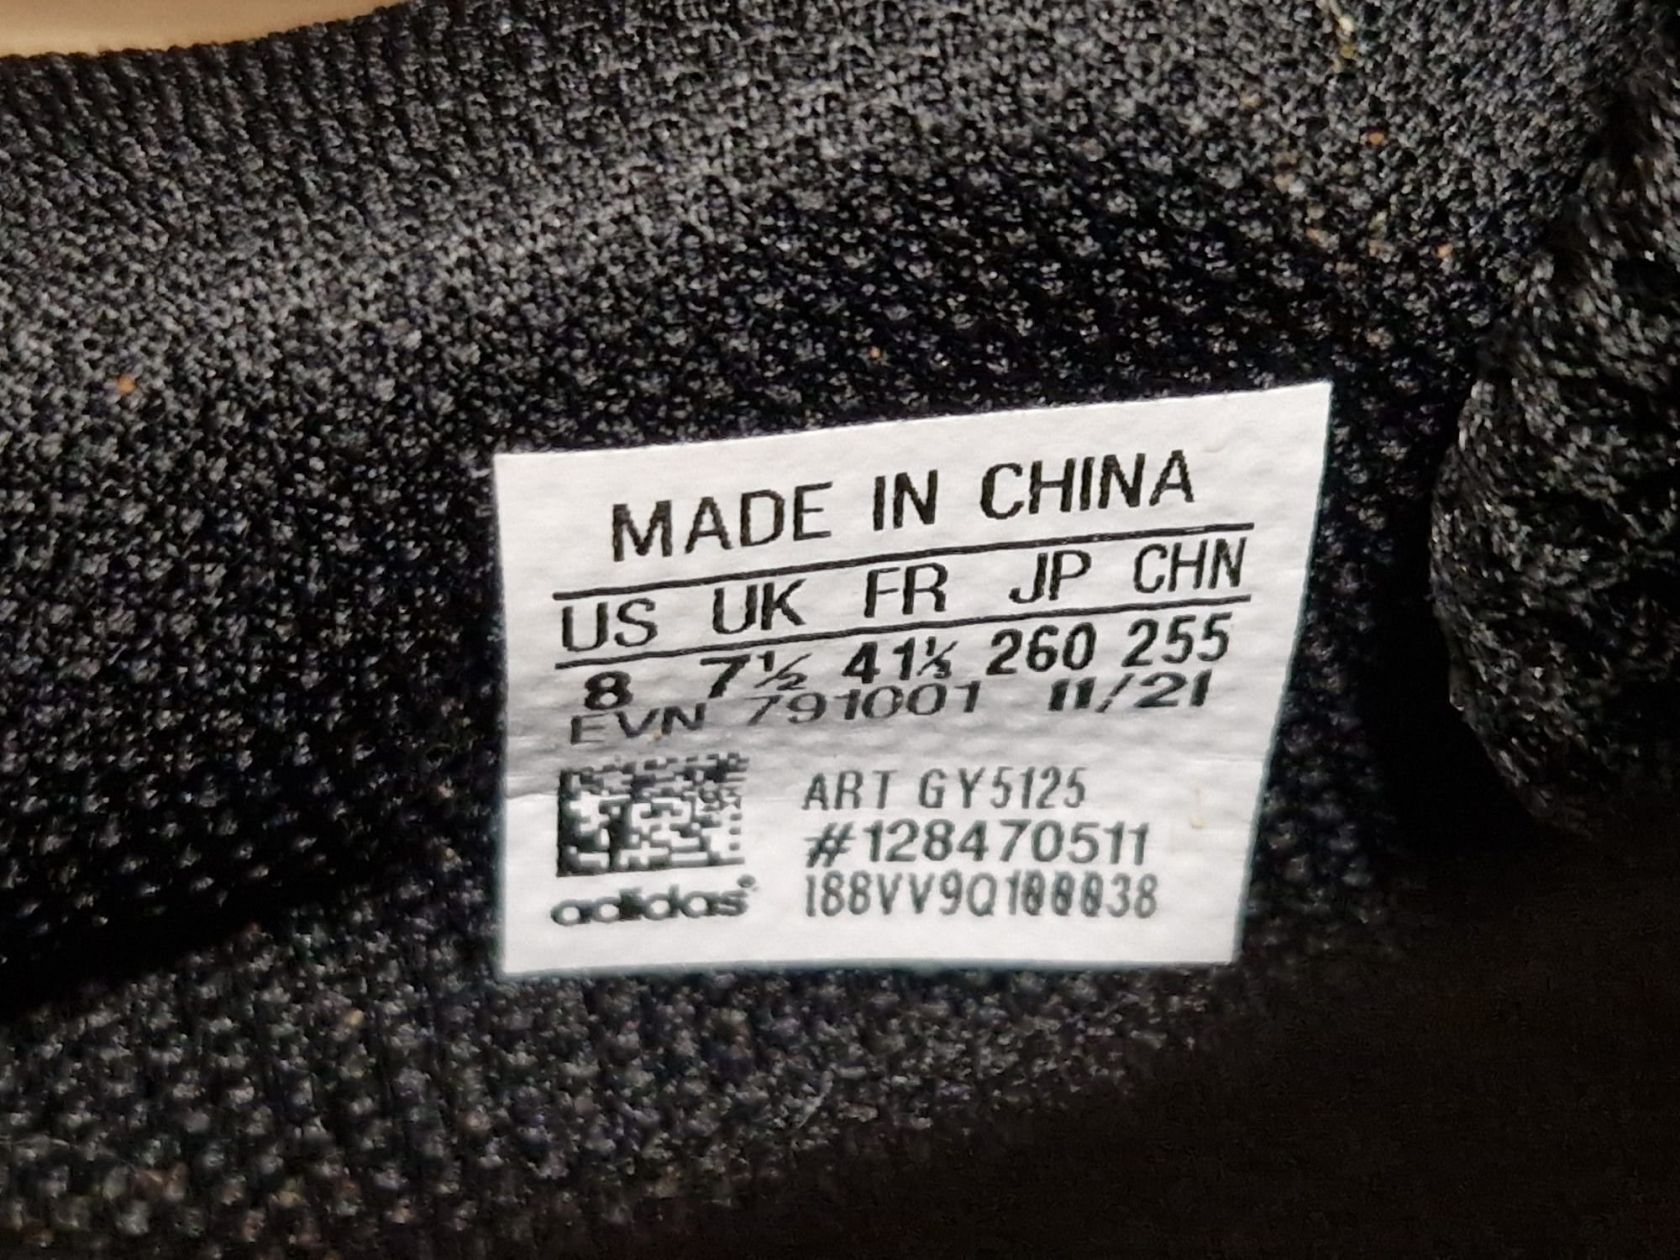 MADE IN CHINA
US UK FR JP CHN
8 7½ 41⅓ 260 255
EVN 791001 11/21
ART GY5125
#128470511
adidas®